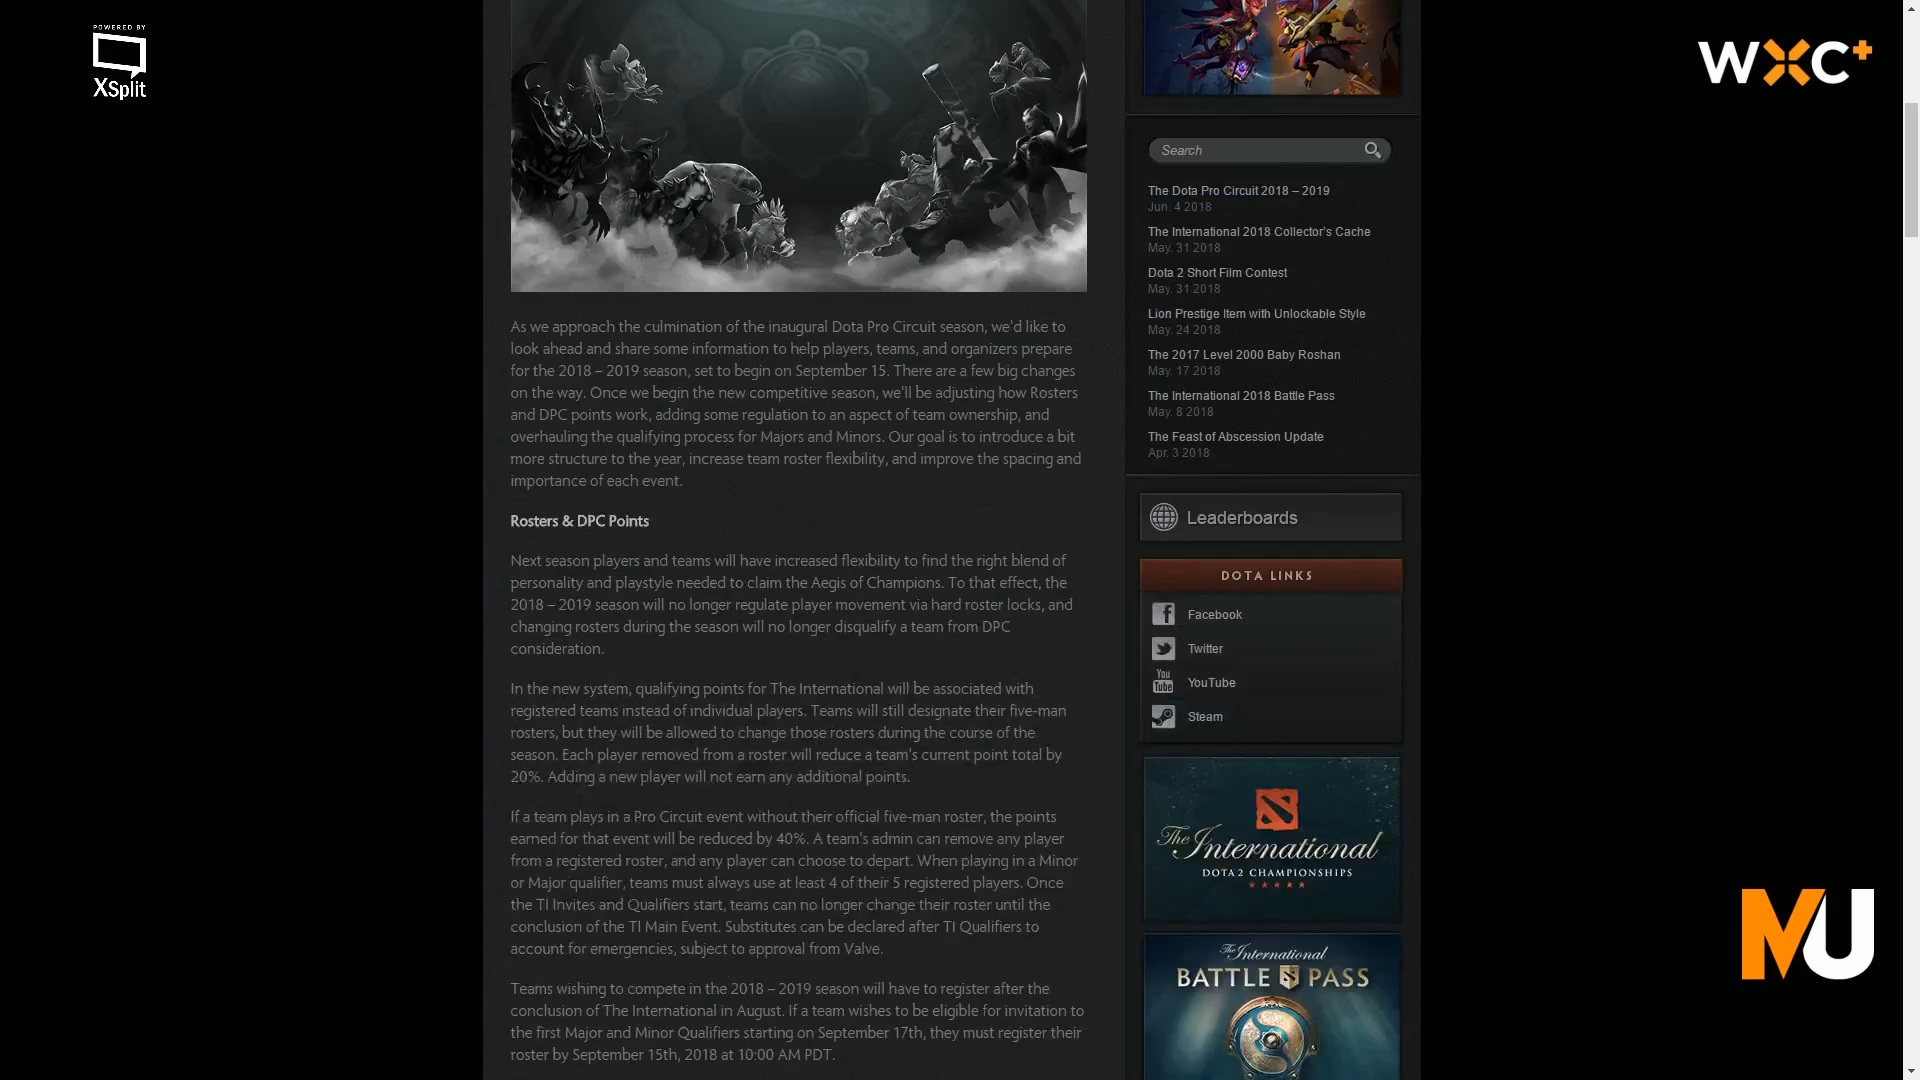 POWERED BY
XSplit
WXC+
As we approach the culmination of the inaugural Dota Pro Circuit season, we'd like to
look ahead and share some information to help players, teams, and organizers prepare
for the 2018 – 2019 season, set to begin on September 15. There are a few big changes
on the way. Once we begin the new competitive season, we'll be adjusting how Rosters
and DPC points work, adding some regulation to an aspect of team ownership, and
overhauling the qualifying process for Majors and Minors. Our goal is to introduce a bit
more structure to the year, increase team roster flexibility, and improve the spacing and
importance of each event.
Rosters & DPC Points
Next season players and teams will have increased flexibility to find the right blend of
personality and playstyle needed to claim the Aegis of Champions. To that effect, the
2018 – 2019 season will no longer regulate player movement via hard roster locks, and
changing rosters during the season will no longer disqualify a team from DPC
consideration.
In the new system, qualifying points for The International will be associated with
registered teams instead of individual players. Teams will still designate their five-man
rosters, but they will be allowed to change those rosters during the course of the
season. Each player removed from a roster will reduce a team's current point total by
20%. Adding a new player will not earn any additional points.
If a team plays in a Pro Circuit event without their official five-man roster, the points
earned for that event will be reduced by 40%. A team's admin can remove any player
from a registered roster, and any player can choose to depart. When playing in a Minor
or Major qualifier, teams must always use at least 4 of their 5 registered players. Once
the TI Invites and Qualifiers start, teams can no longer change their roster until the
conclusion of the TI Main Event. Substitutes can be declared after TI Qualifiers to
account for emergencies, subject to approval from Valve.
Teams wishing to compete in the 2018 – 2019 season will have to register after the
conclusion of The International in August. If a team wishes to be eligible for invitation to
the first Major and Minor Qualifiers starting on September 17th, they must register their
roster by September 15th, 2018 at 10:00 AM PDT.
Search
The Dota Pro Circuit 2018 – 2019
Jun. 4 2018
The International 2018 Collector's Cache
May. 31 2018
Dota 2 Short Film Contest
May. 31 2018
Lion Prestige Item with Unlockable Style
May. 24 2018
The 2017 Level 2000 Baby Roshan
May. 17 2018
The International 2018 Battle Pass
May. 8 2018
The Feast of Abscession Update
Apr. 3 2018
Leaderboards
DOTA LINKS
Facebook
Twitter
You Tube YouTube
Steam
The International
DOTA 2 CHAMPIONSHIPS
The International
BATTLE PASS
MU